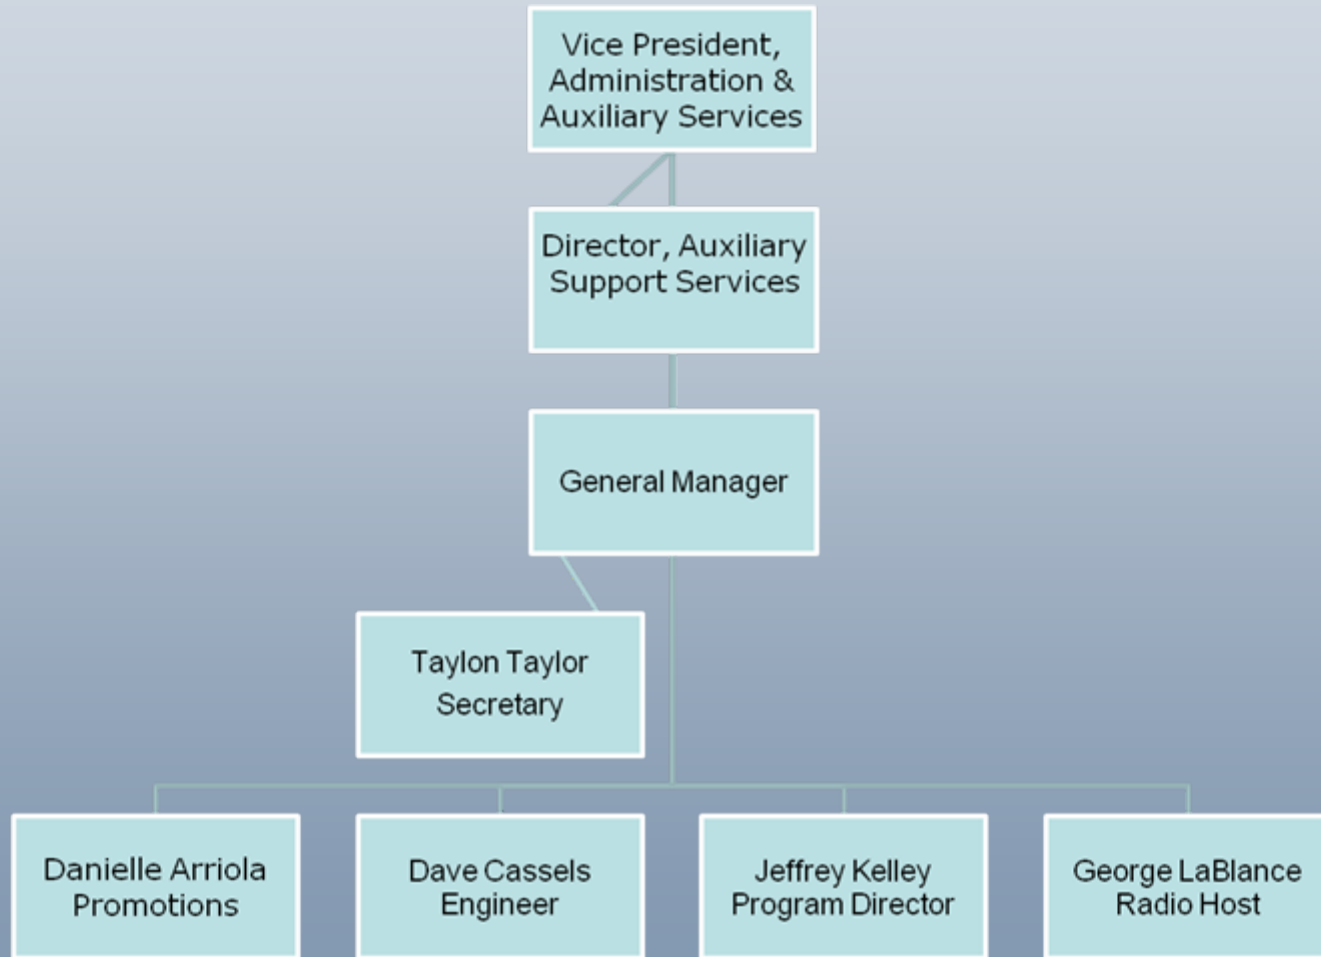 Vice President,
Administration &
Auxiliary Services
Director, Auxiliary
Support Services
General Manager
Taylon Taylor
Secretary
Danielle Arriola
Promotions
Dave Cassels
Engineer
Jeffrey Kelley
Program Director
George LaBlance
Radio Host